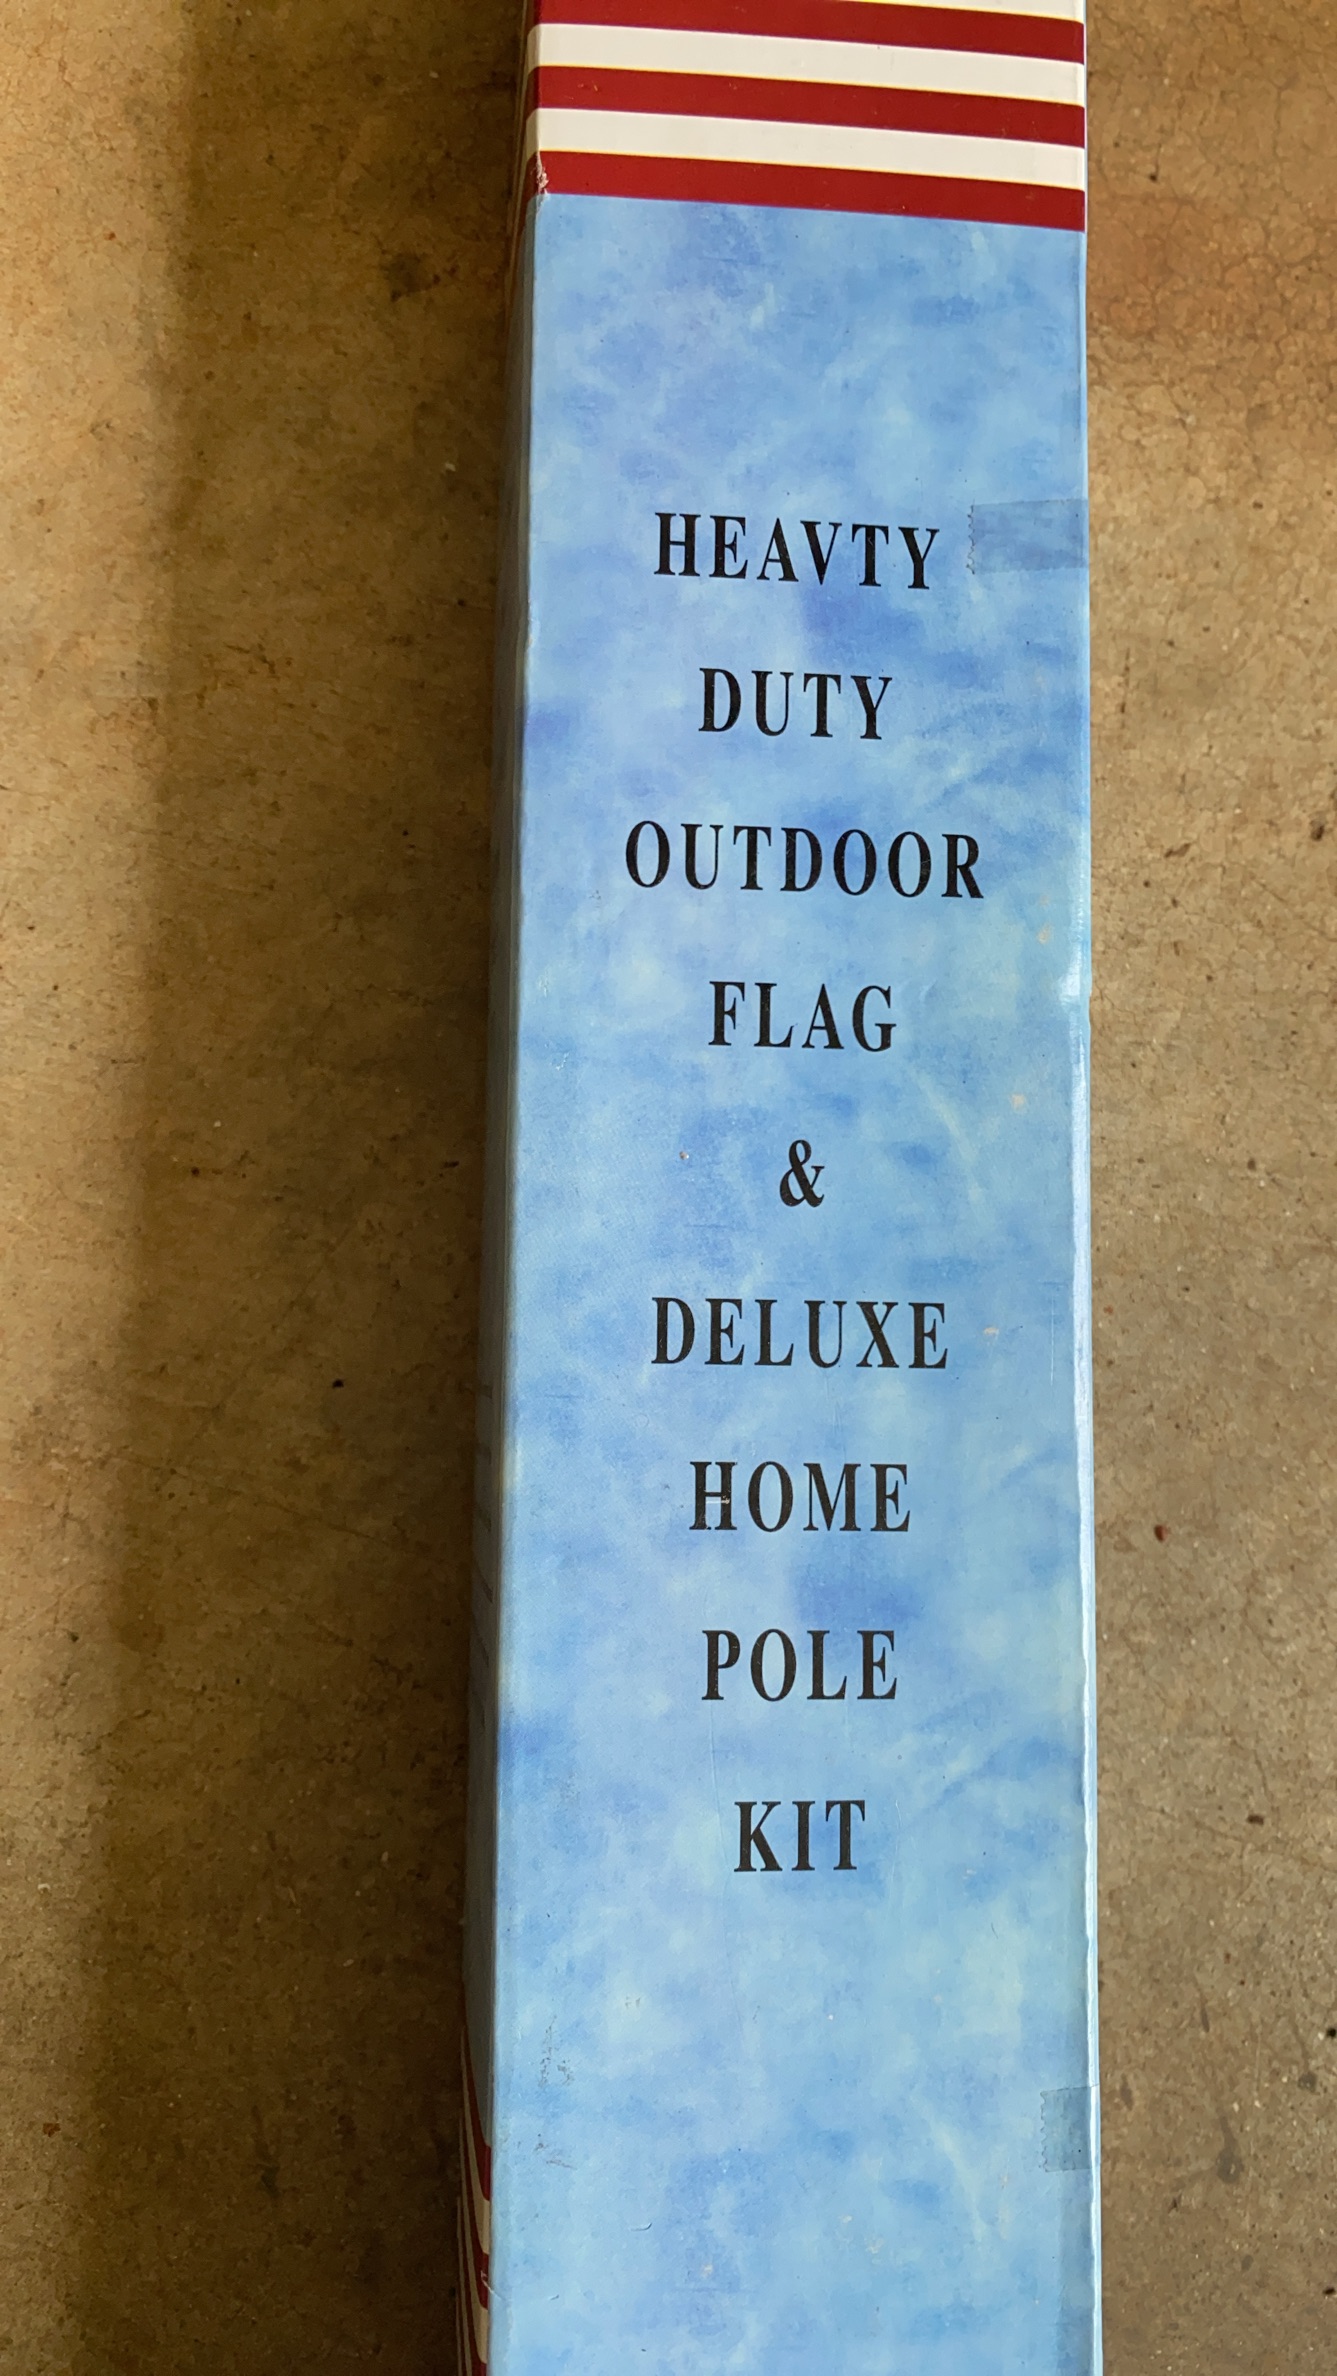 HEAVTY
DUTY
OUTDOOR
FLAG
&
DELUXE
HOME
POLE
KIT